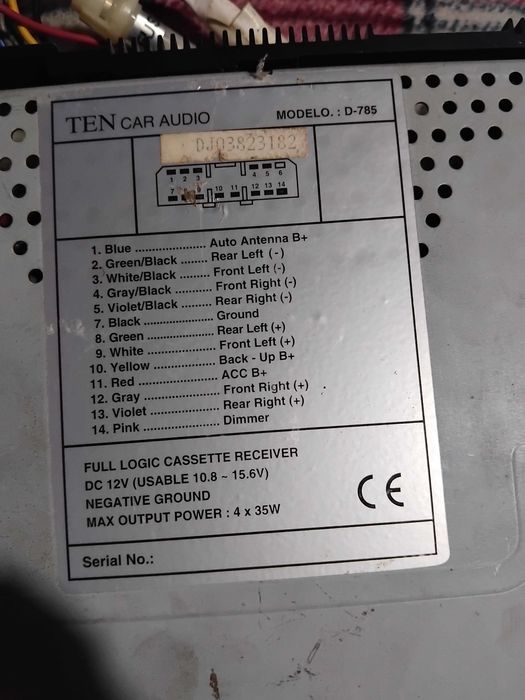 TEN CAR AUDIO MODELO. : D-785
DJ03823182
1 2 3 4 5 6
7 9 10 11 12 13 14
1. Blue ..................... Auto Antenna B+
2. Green/Black ........ Rear Left (-)
3. White/Black ........ Front Left (-)
4. Gray/Black .......... Front Right (-)
5. Violet/Black ........ Rear Right (-)
7. Black ..................... Ground
8. Green .................... Rear Left (+)
9. White .................... Front Left (+)
10. Yellow .................. Back - Up B+
11. Red ....................... ACC B+
12. Gray ...................... Front Right (+)
13. Violet .................... Rear Right (+)
14. Pink ...................... Dimmer
FULL LOGIC CASSETTE RECEIVER
DC 12V (USABLE 10.8 ~ 15.6V)
NEGATIVE GROUND
MAX OUTPUT POWER : 4 x 35W
CE
Serial No.: